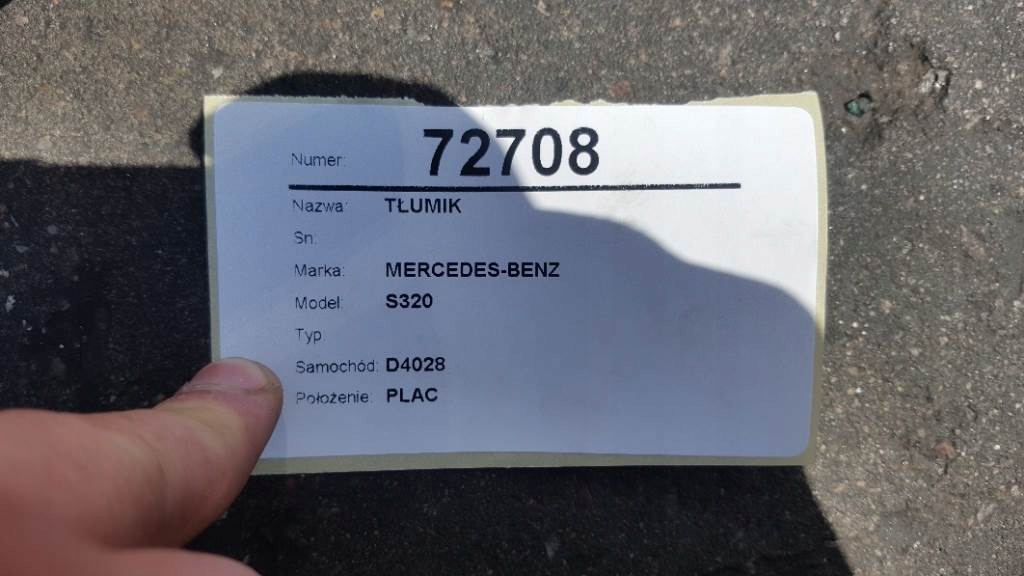 Numer: 72708
Nazwa: TŁUMIK
Sn:
Marka: MERCEDES-BENZ
Model: S320
Typ:
Samochód: D4028
Położenie: PLAC